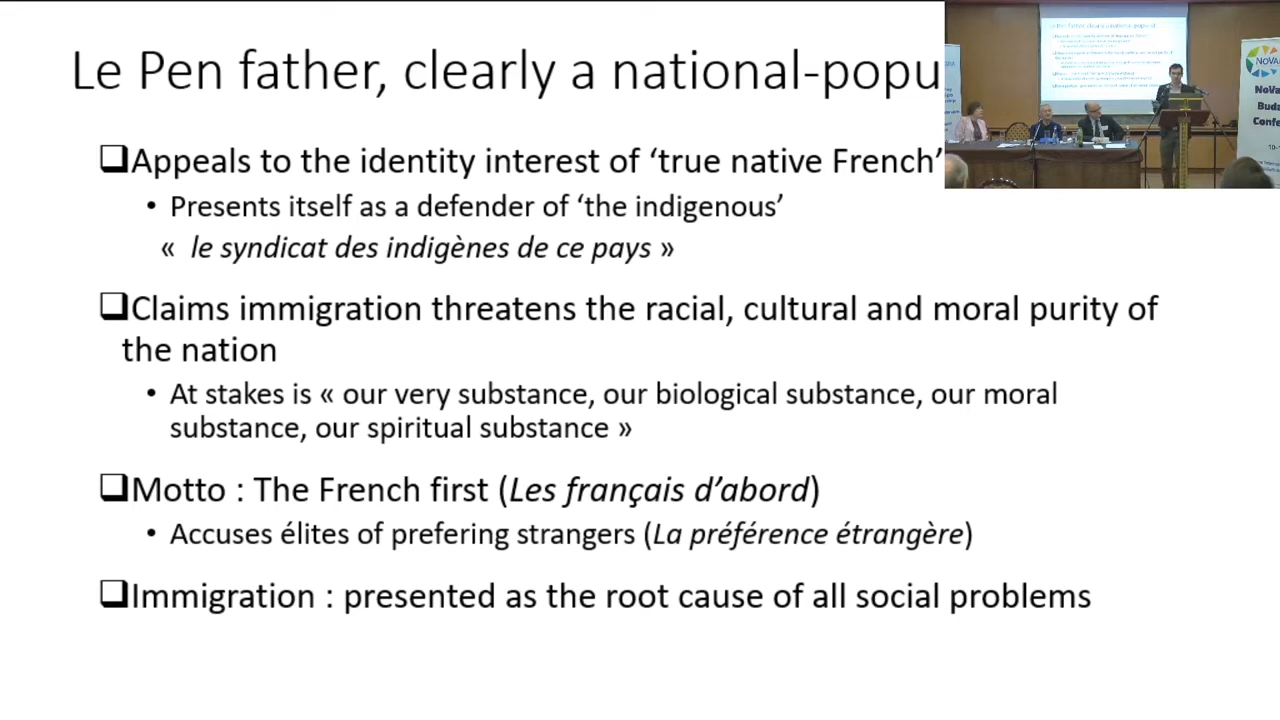 Le Pen father, clearly a national-popu
Appeals to the identity interest of ‘true native French’
• Presents itself as a defender of ‘the indigenous’
« le syndicat des indigènes de ce pays »
Claims immigration threatens the racial, cultural and moral purity of
the nation
• At stakes is « our very substance, our biological substance, our moral
substance, our spiritual substance »
Motto : The French first (Les français d’abord)
• Accuses élites of prefering strangers (La préférence étrangère)
Immigration : presented as the root cause of all social problems